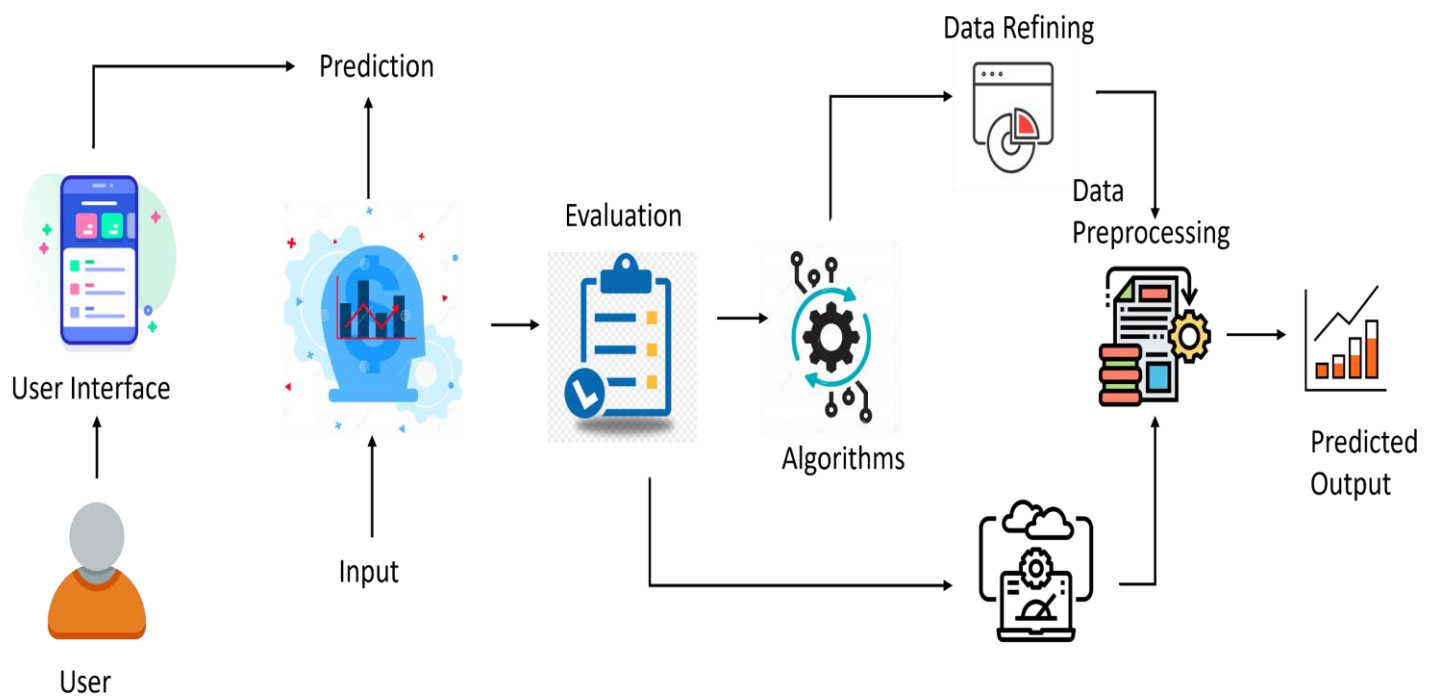 Data Refining
Prediction
Data
Preprocessing
Evaluation
User Interface
Algorithms
Predicted
Output
Input
User